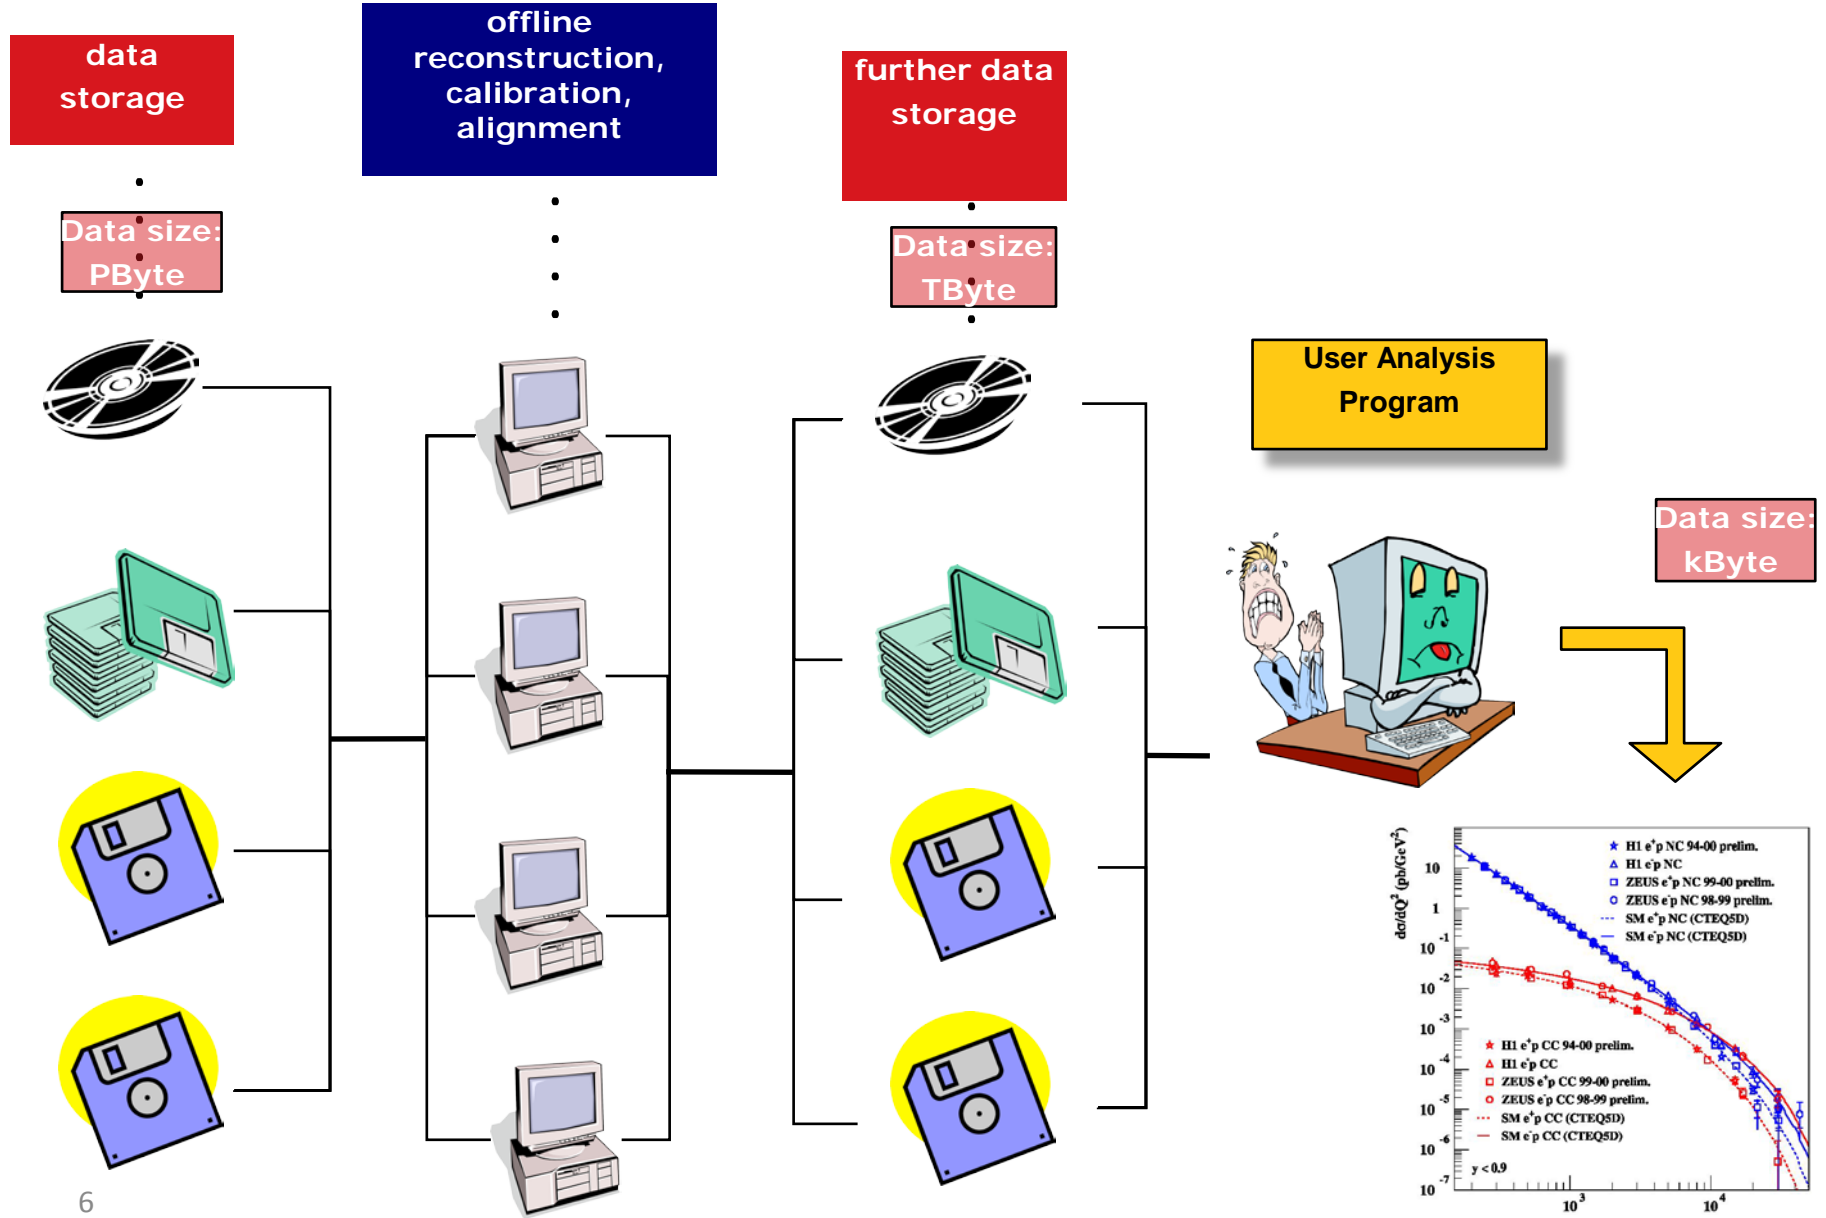 data
storage
offline
reconstruction,
calibration,
alignment
further data
storage
Data size:
PByte
Data size:
TByte
User Analysis
Program
Data size:
kByte
dσ/dQ² (pb/GeV²)
H1 e⁺p NC 94-00 prelim.
H1 e⁻p NC
ZEUS e⁺p NC 99-00 prelim.
ZEUS e⁻p NC 98-99 prelim.
SM e⁺p NC (CTEQ5D)
SM e⁻p NC (CTEQ5D)
H1 e⁺p CC 94-00 prelim.
H1 e⁻p CC
ZEUS e⁺p CC 99-00 prelim.
ZEUS e⁻p CC 98-99 prelim.
SM e⁺p CC (CTEQ5D)
SM e⁻p CC (CTEQ5D)
y < 0.9
10
1
10⁻¹
10⁻²
10⁻³
10⁻⁴
10⁻⁵
10⁻⁶
10⁻⁷
10³
10⁴
6